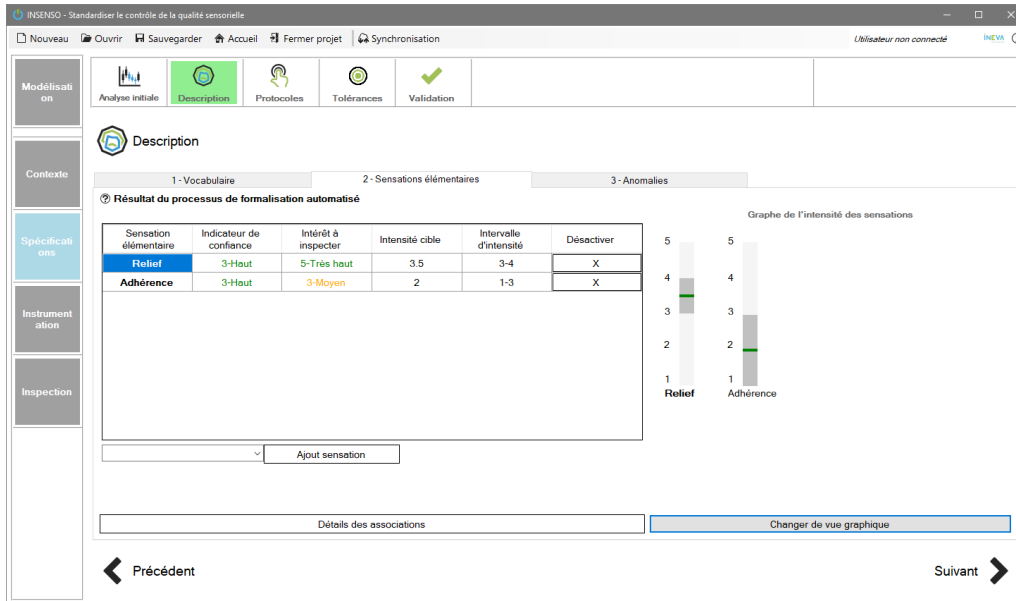 INSENSO - Standardiser le contrôle de la qualité sensorielle
Nouveau Ouvrir Sauvegarder Accueil Fermer projet Synchronisation Utilisateur non connecté INEVA
Modélisati
on
Contexte
Spécificati
ons
Instrument
ation
Inspection
Analyse initiale Description Protocoles Tolérances Validation
Description
1 - Vocabulaire 2 - Sensations élémentaires 3 - Anomalies
Résultat du processus de formalisation automatisé
Sensation élémentaire Indicateur de confiance Intérêt à inspecter Intensité cible Intervalle d'intensité Désactiver
Relief 3-Haut 5-Très haut 3.5 3-4 X
Adhérence 3-Haut 3-Moyen 2 1-3 X
Ajout sensation
Graphe de l'intensité des sensations
5 5
4 4
3 3
2 2
1 1
Relief Adhérence
Détails des associations Changer de vue graphique
Précédent Suivant